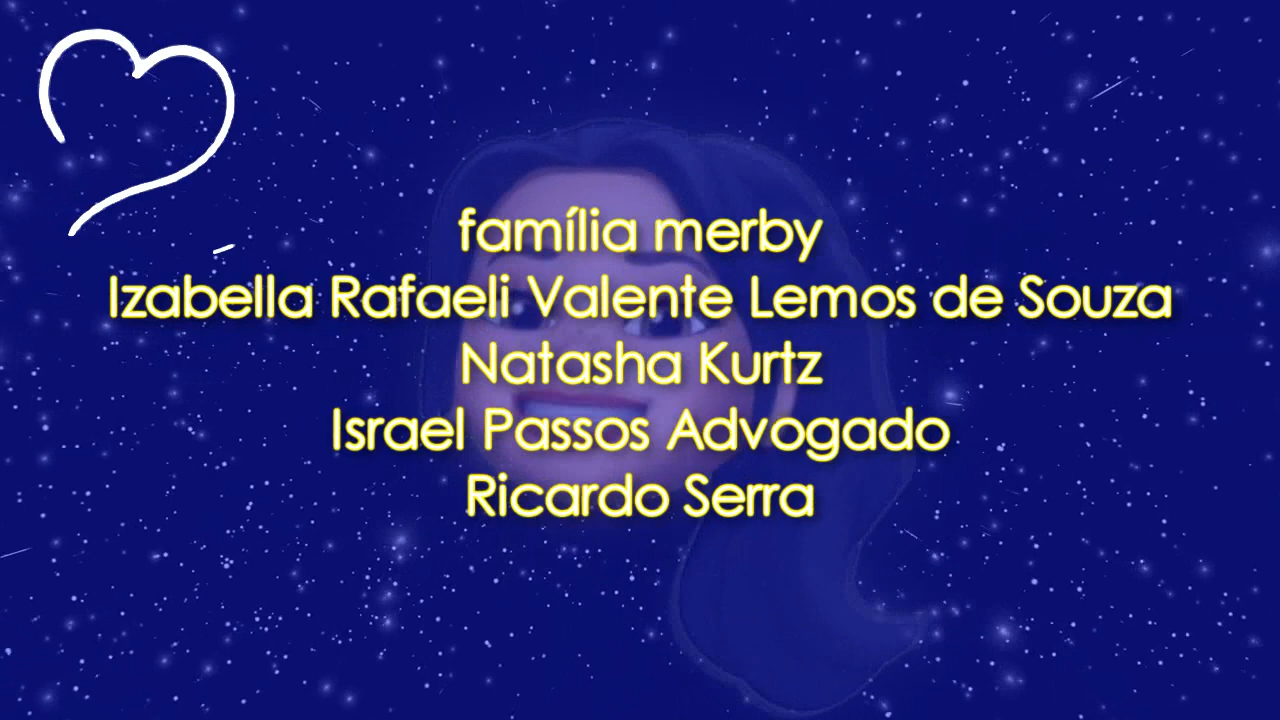 família merby
Izabella Rafaeli Valente Lemos de Souza
Natasha Kurtz
Israel Passos Advogado
Ricardo Serra